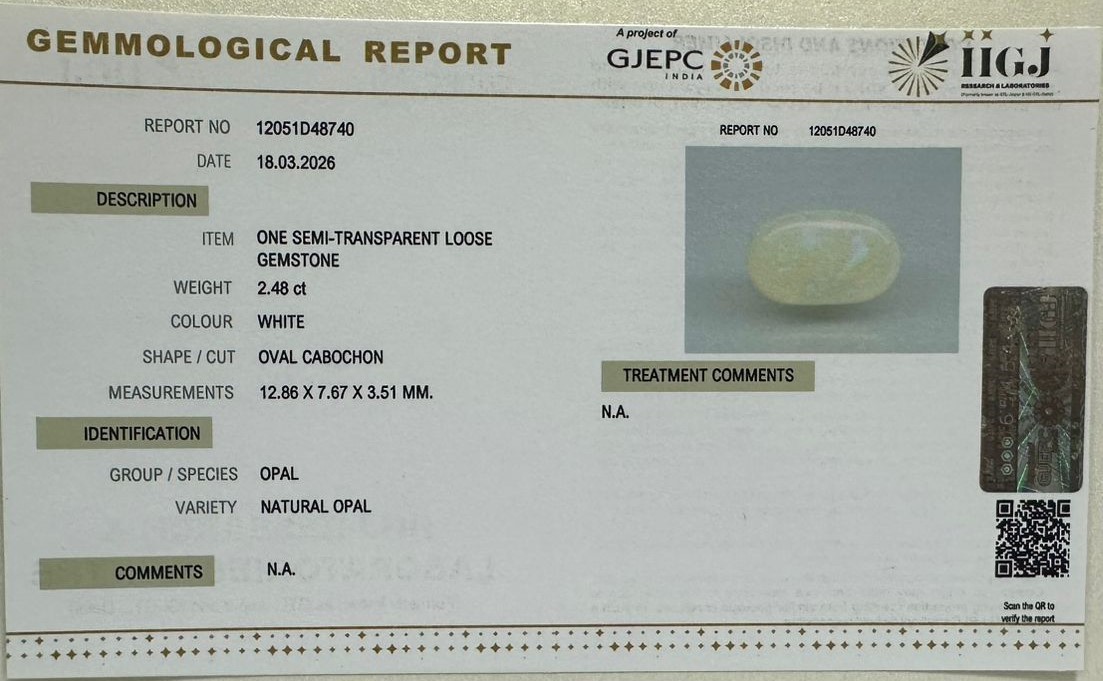 GEMMOLOGICAL REPORT
A project of
GJEPC
INDIA
IIGJ
RESEARCH & LABORATORIES
REPORT NO 12051D48740
DATE 18.03.2026
DESCRIPTION
ITEM ONE SEMI-TRANSPARENT LOOSE
GEMSTONE
WEIGHT 2.48 ct
COLOUR WHITE
SHAPE / CUT OVAL CABOCHON
MEASUREMENTS 12.86 X 7.67 X 3.51 MM.
IDENTIFICATION
GROUP / SPECIES OPAL
VARIETY NATURAL OPAL
COMMENTS N.A.
REPORT NO 12051D48740
TREATMENT COMMENTS
N.A.
IIGJ
GJEPC
Scan the QR to
verify the report